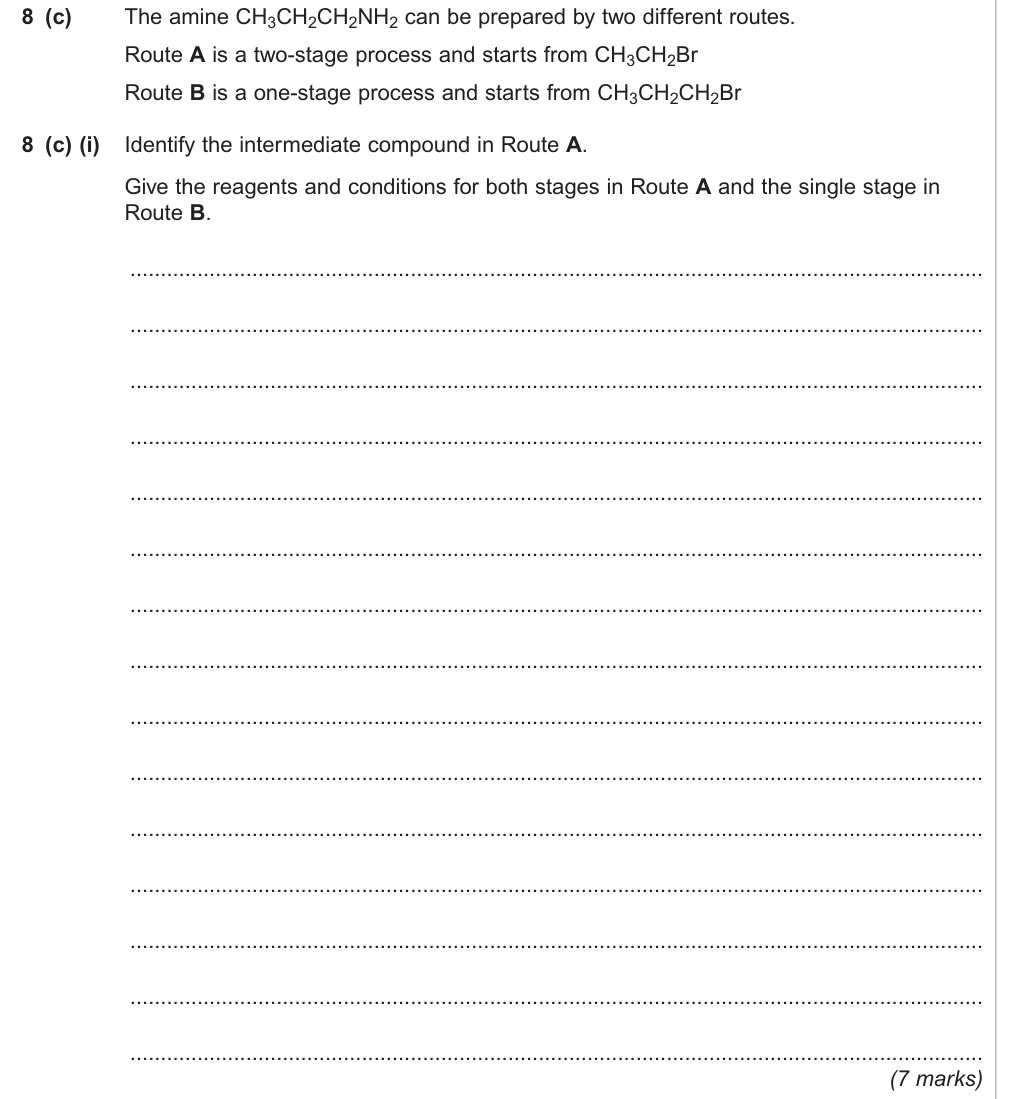 8 (c) The amine CH₃CH₂CH₂NH₂ can be prepared by two different routes.
Route A is a two-stage process and starts from CH₃CH₂Br
Route B is a one-stage process and starts from CH₃CH₂CH₂Br
8 (c) (i) Identify the intermediate compound in Route A.
Give the reagents and conditions for both stages in Route A and the single stage in
Route B.
(7 marks)